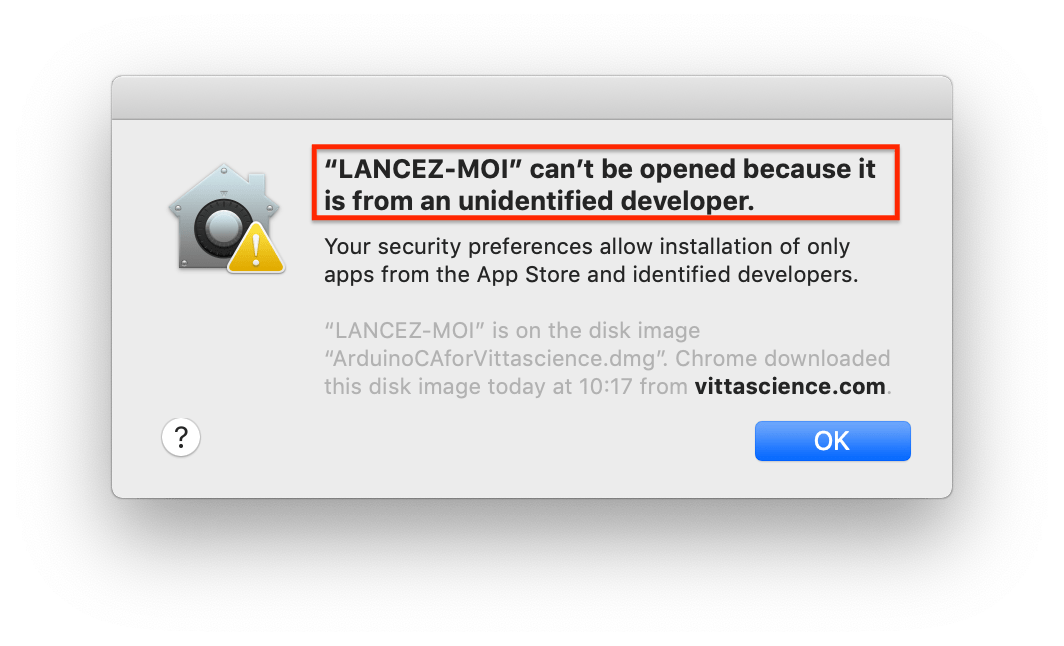 “LANCEZ-MOI” can’t be opened because it
is from an unidentified developer.
Your security preferences allow installation of only
apps from the App Store and identified developers.
“LANCEZ-MOI” is on the disk image
“ArduinoCAforVittascience.dmg”. Chrome downloaded
this disk image today at 10:17 from vittascience.com.
?
OK